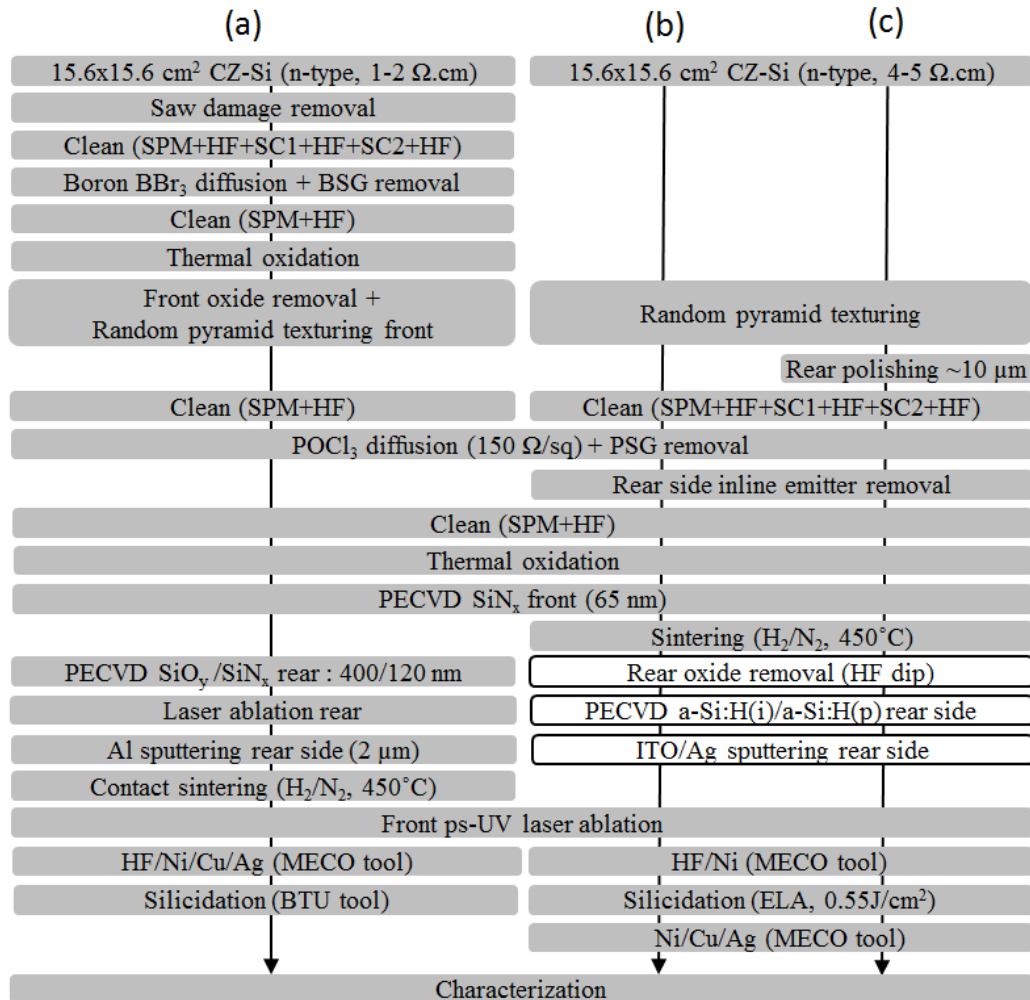 (a)
(b)
(c)
15.6x15.6 cm² CZ-Si (n-type, 1-2 Ω.cm)
15.6x15.6 cm² CZ-Si (n-type, 4-5 Ω.cm)
Saw damage removal
Clean (SPM+HF+SC1+HF+SC2+HF)
Boron BBr₃ diffusion + BSG removal
Clean (SPM+HF)
Thermal oxidation
Front oxide removal +
Random pyramid texturing front
Random pyramid texturing
Rear polishing ~10 µm
Clean (SPM+HF)
Clean (SPM+HF+SC1+HF+SC2+HF)
POCl₃ diffusion (150 Ω/sq) + PSG removal
Rear side inline emitter removal
Clean (SPM+HF)
Thermal oxidation
PECVD SiNₓ front (65 nm)
Sintering (H₂/N₂, 450˚C)
PECVD SiOᵧ/SiNₓ rear : 400/120 nm
Rear oxide removal (HF dip)
Laser ablation rear
PECVD a-Si:H(i)/a-Si:H(p) rear side
Al sputtering rear side (2 µm)
ITO/Ag sputtering rear side
Contact sintering (H₂/N₂, 450˚C)
Front ps-UV laser ablation
HF/Ni/Cu/Ag (MECO tool)
HF/Ni (MECO tool)
Silicidation (BTU tool)
Silicidation (ELA, 0.55J/cm²)
Ni/Cu/Ag (MECO tool)
Characterization